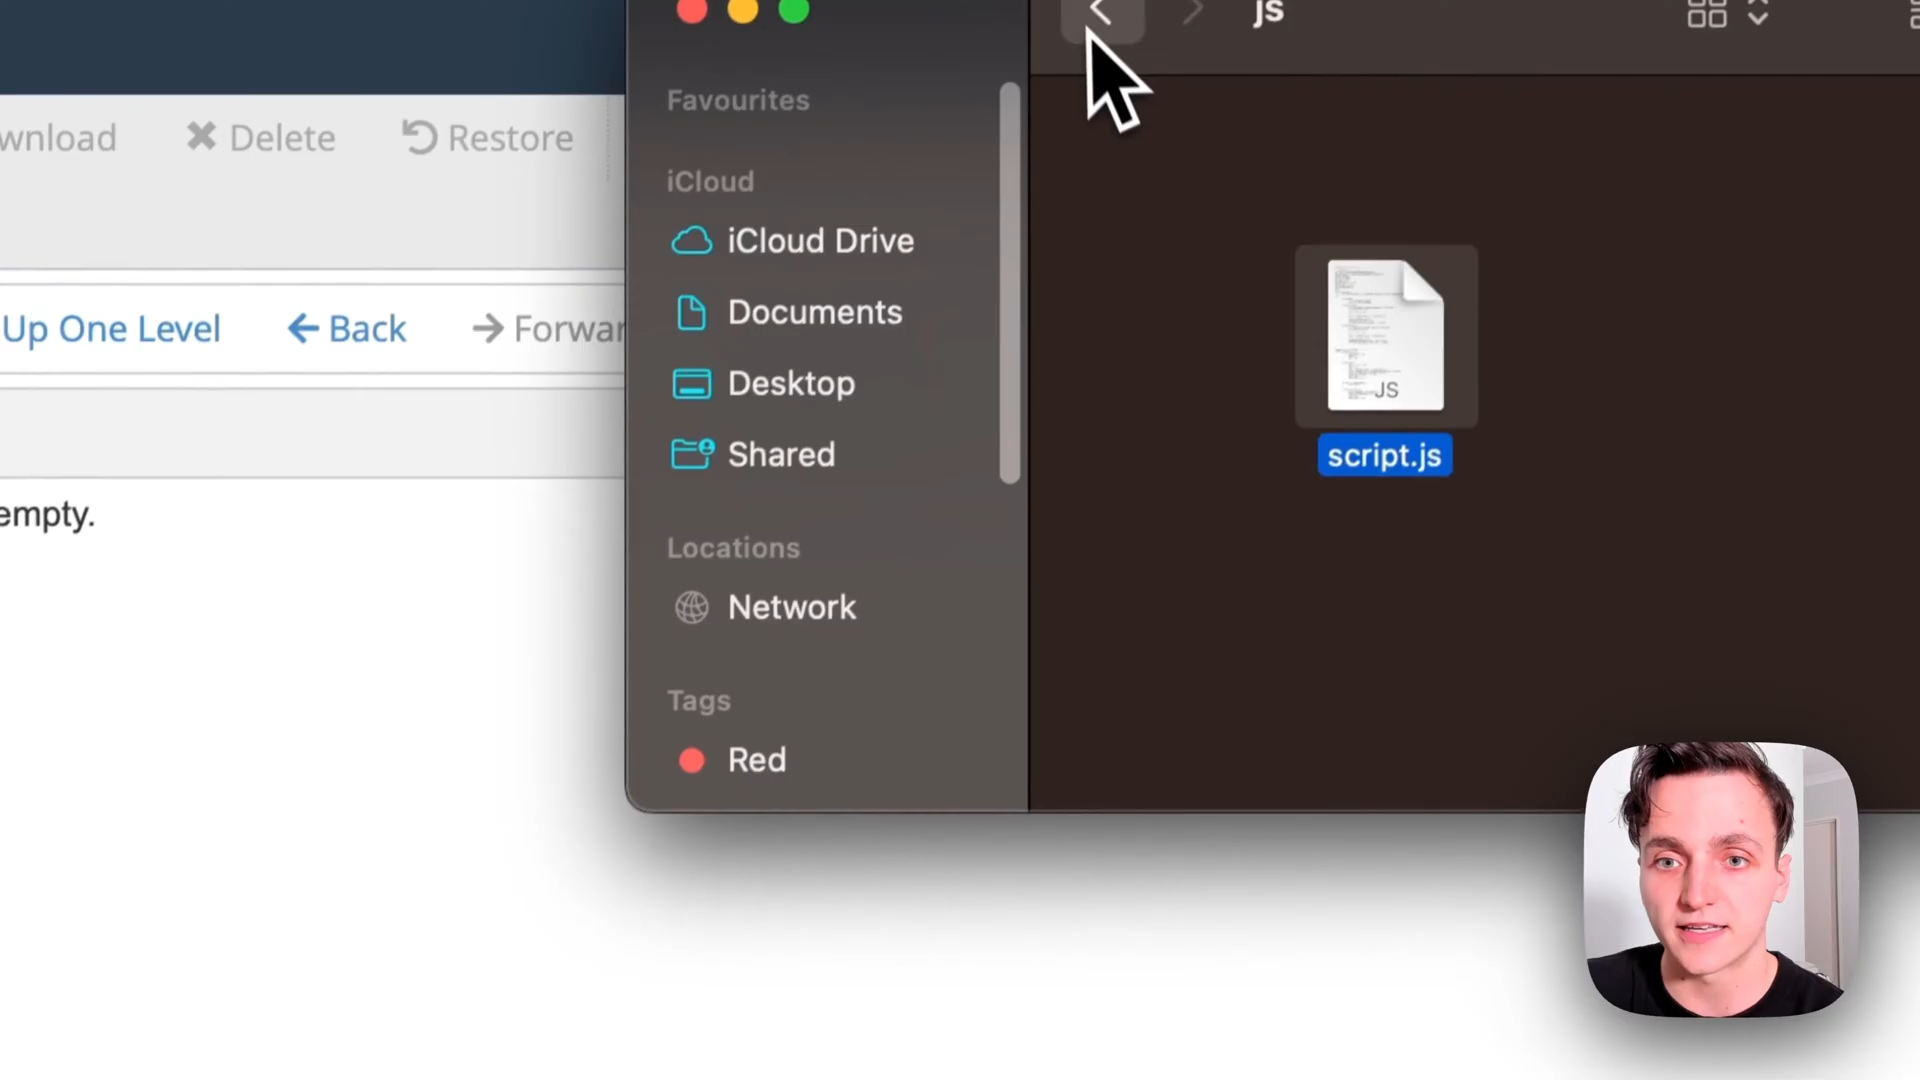 js
Favourites
wnload
Delete
Restore
iCloud
iCloud Drive
Documents
Up One Level
Back
Forwar
Desktop
JS
Shared
script.js
empty.
Locations
Network
Tags
Red